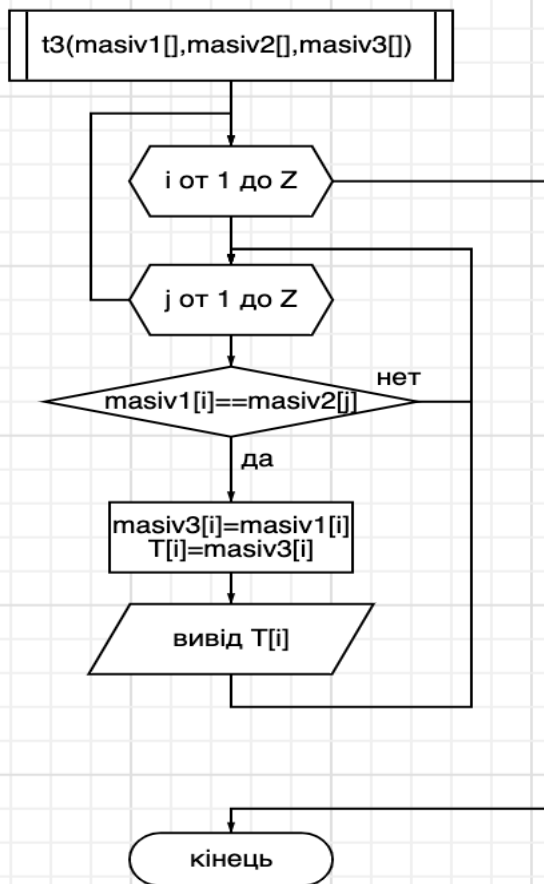 t3(masiv1[],masiv2[],masiv3[])
i от 1 до Z
j от 1 до Z
нет
masiv1[i]==masiv2[j]
да
masiv3[i]=masiv1[i]
T[i]=masiv3[i]
вивід T[i]
кінець